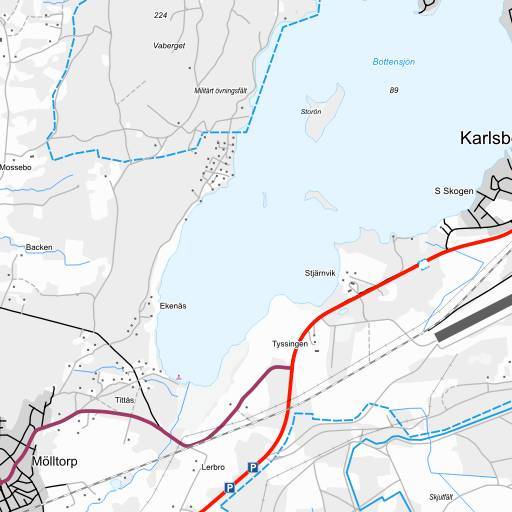 224
Vaberget
Bottensjön
89
Militärt övningsfält
Storön
Karlsbo
Mossebo
S Skogen
Backen
Stjärnvik
Ekenäs
Tyssingen
Tittås
Mölltorp
Lerbro
P
P
Skjutfält